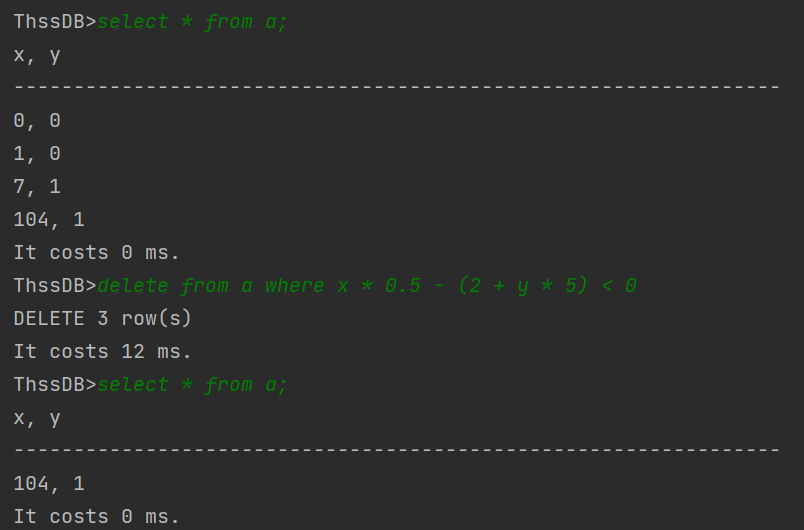 ThssDB>select * from a;
x, y
----------------------------------------------------------------
0, 0
1, 0
7, 1
104, 1
It costs 0 ms.
ThssDB>delete from a where x * 0.5 - (2 + y * 5) < 0
DELETE 3 row(s)
It costs 12 ms.
ThssDB>select * from a;
x, y
----------------------------------------------------------------
104, 1
It costs 0 ms.